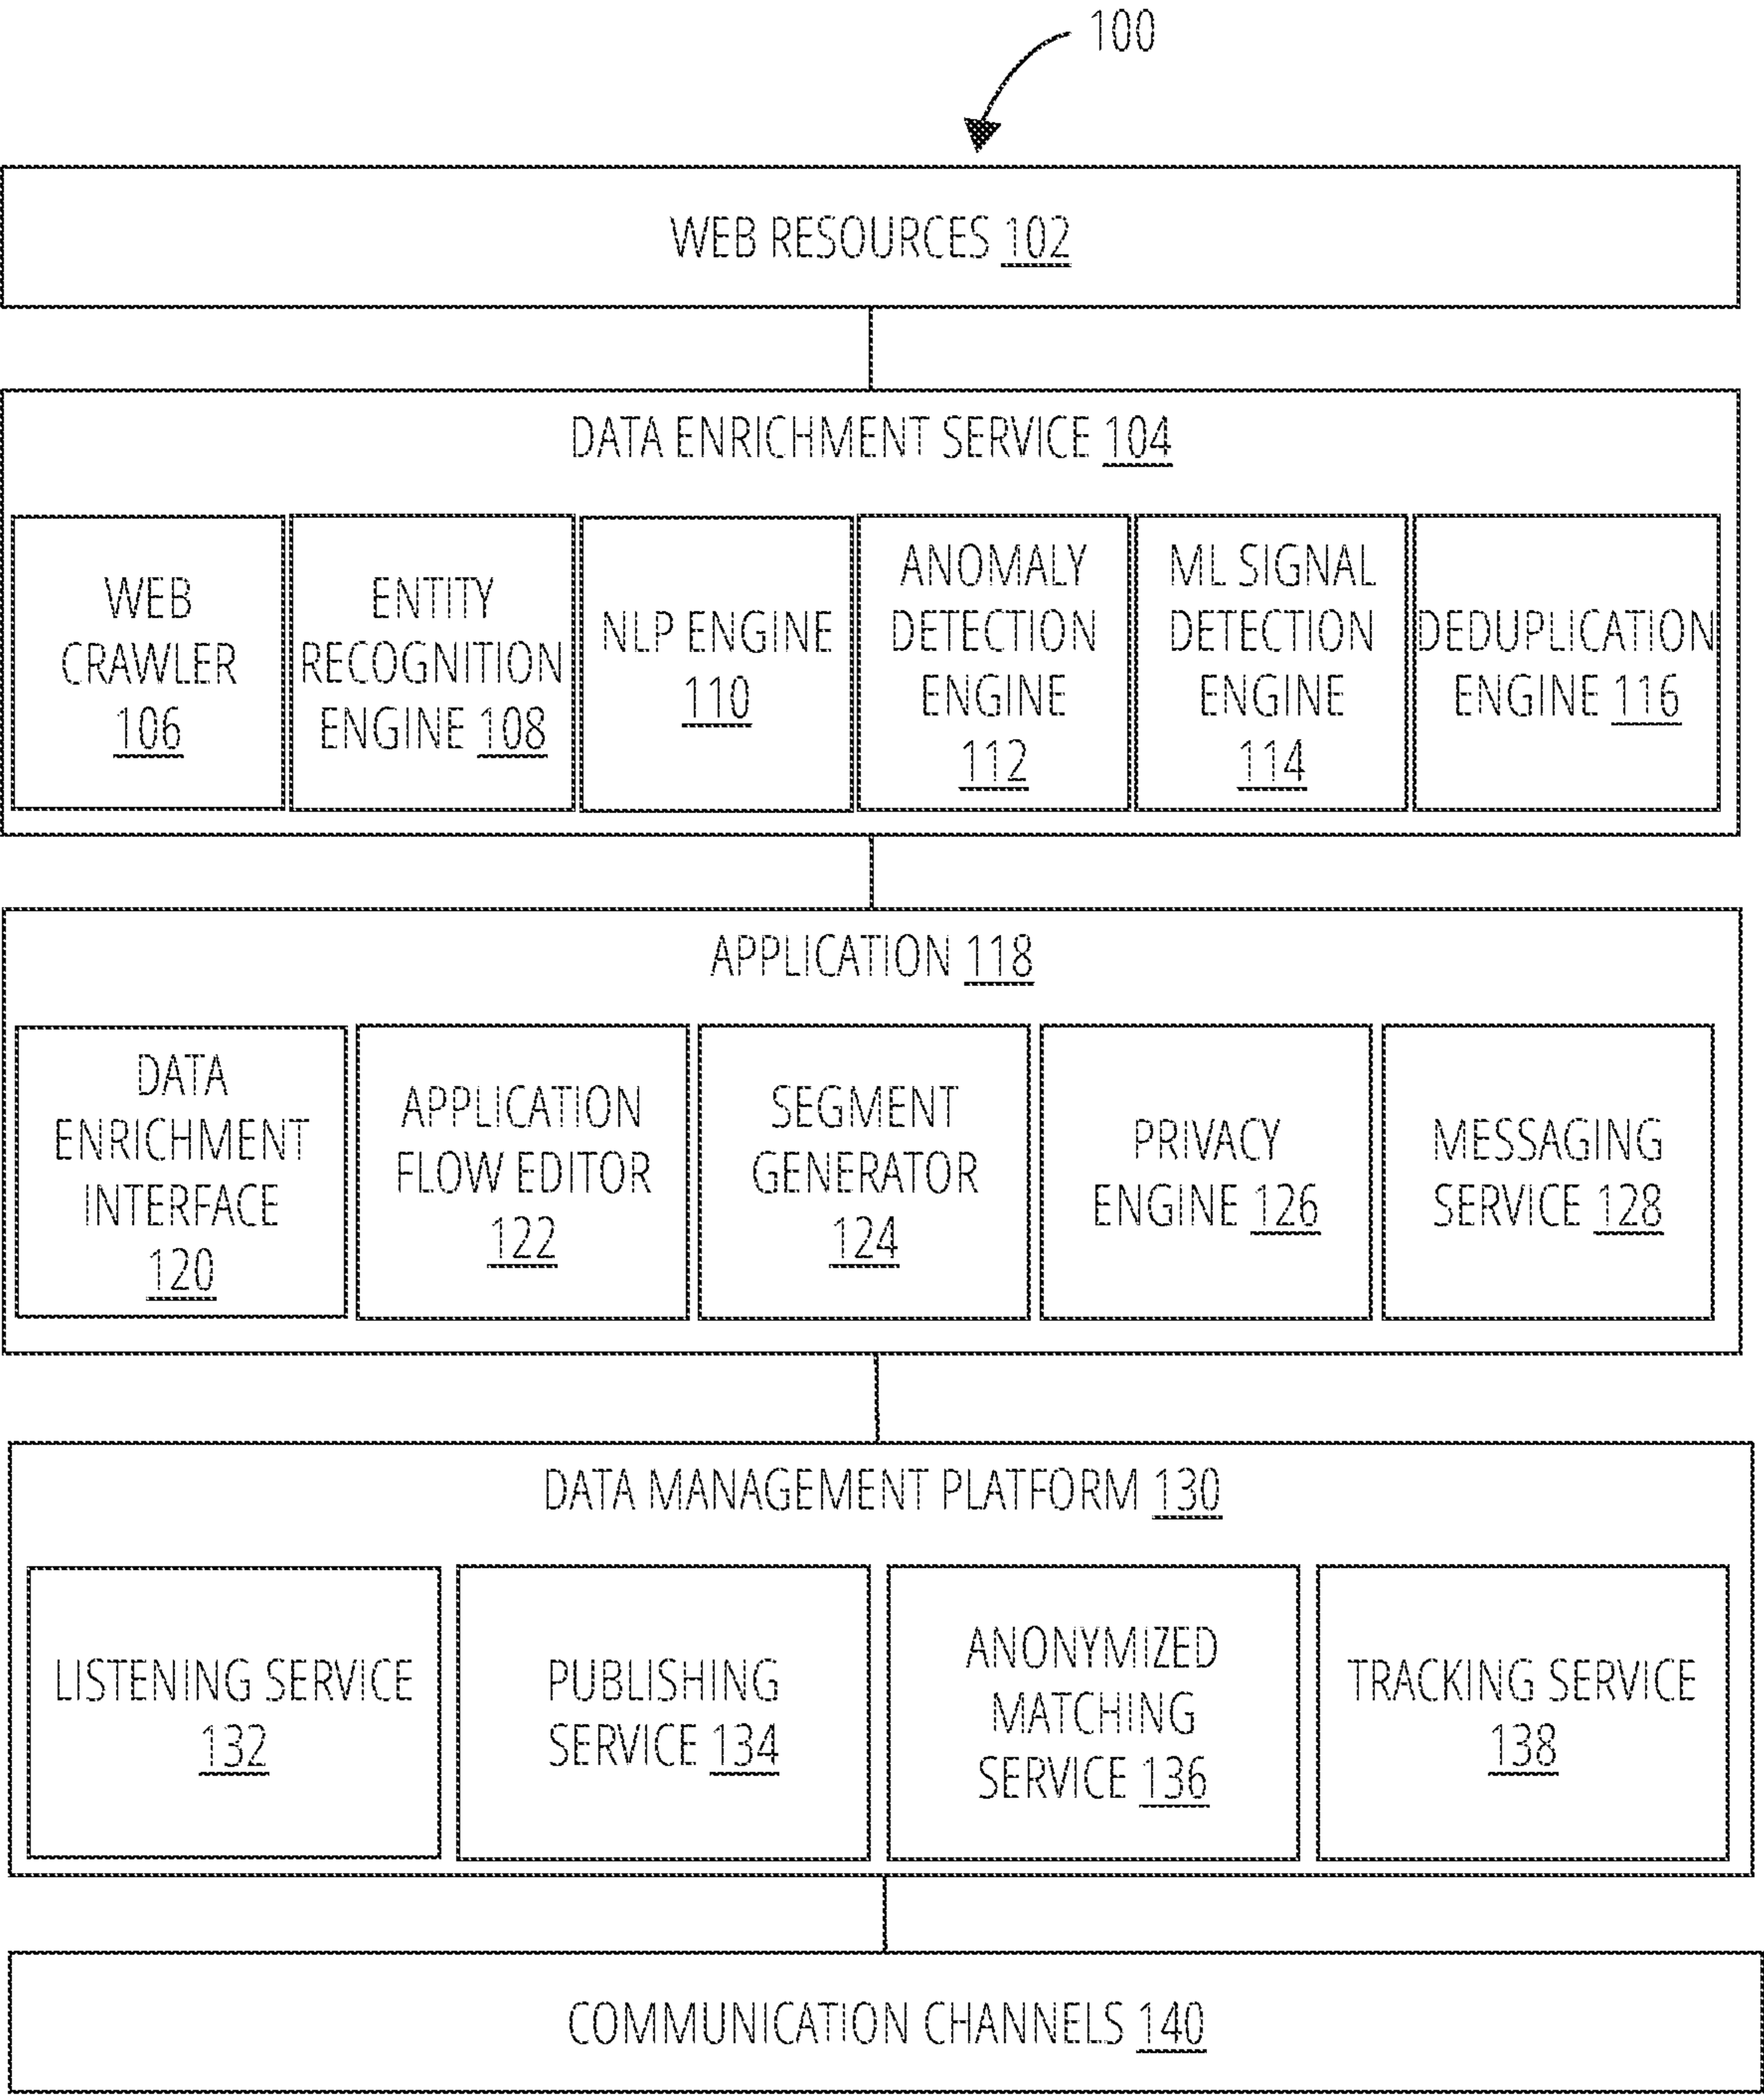 100
WEB RESOURCES 102
DATA ENRICHMENT SERVICE 104
WEB
CRAWLER
106
ENTITY
RECOGNITION
ENGINE 108
NLP ENGINE
110
ANOMALY
DETECTION
ENGINE
112
ML SIGNAL
DETECTION
ENGINE
114
DEDUPLICATION
ENGINE 116
APPLICATION 118
DATA
ENRICHMENT
INTERFACE
120
APPLICATION
FLOW EDITOR
122
SEGMENT
GENERATOR
124
PRIVACY
ENGINE 126
MESSAGING
SERVICE 128
DATA MANAGEMENT PLATFORM 130
LISTENING SERVICE
132
PUBLISHING
SERVICE 134
ANONYMIZED
MATCHING
SERVICE 136
TRACKING SERVICE
138
COMMUNICATION CHANNELS 140